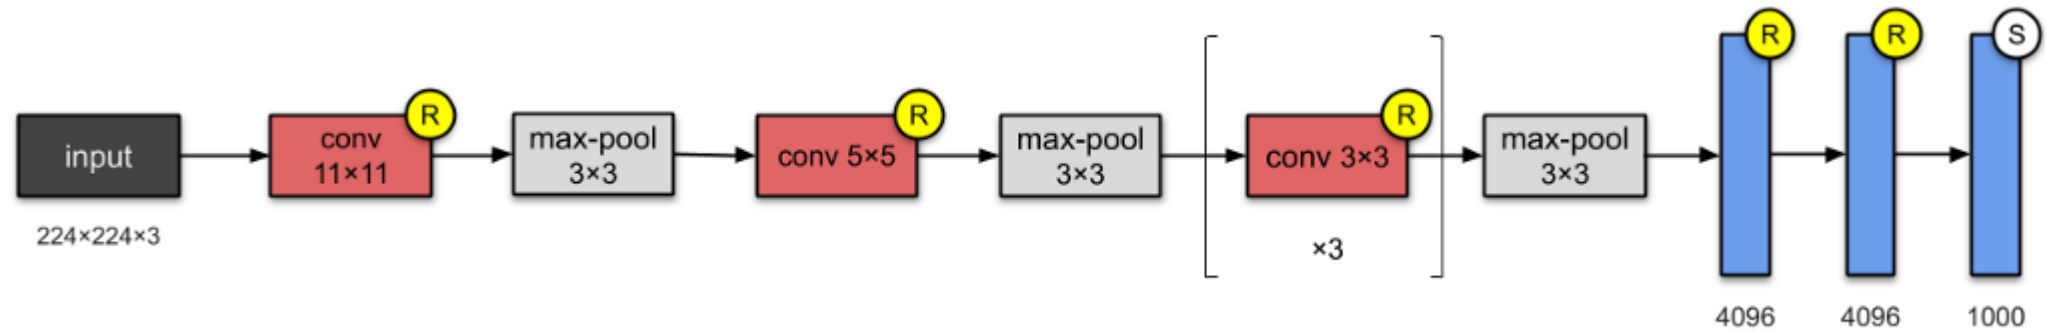 input
224×224×3
conv
11×11
R
max-pool
3×3
conv 5×5
R
max-pool
3×3
conv 3×3
R
×3
max-pool
3×3
R
4096
R
4096
S
1000